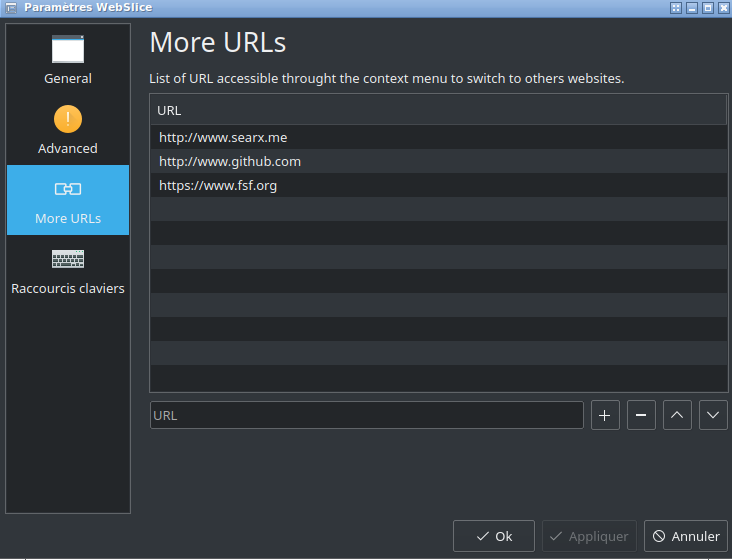 Paramètres WebSlice
General
Advanced
More URLs
Raccourcis claviers
More URLs
List of URL accessible throught the context menu to switch to others websites.
URL
http://www.searx.me
http://www.github.com
https://www.fsf.org
URL
Ok
Appliquer
Annuler